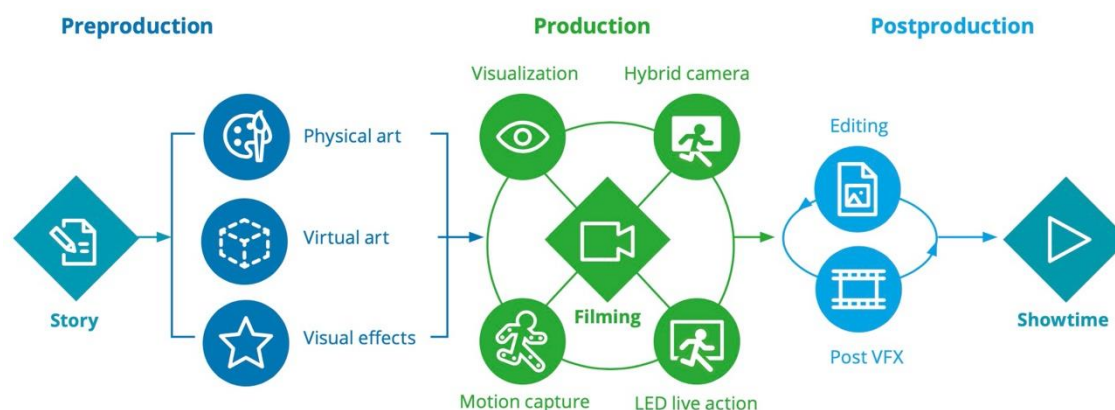 Preproduction
Production
Postproduction
Visualization
Hybrid camera
Physical art
Editing
Virtual art
Story
Filming
Showtime
Visual effects
Post VFX
Motion capture
LED live action